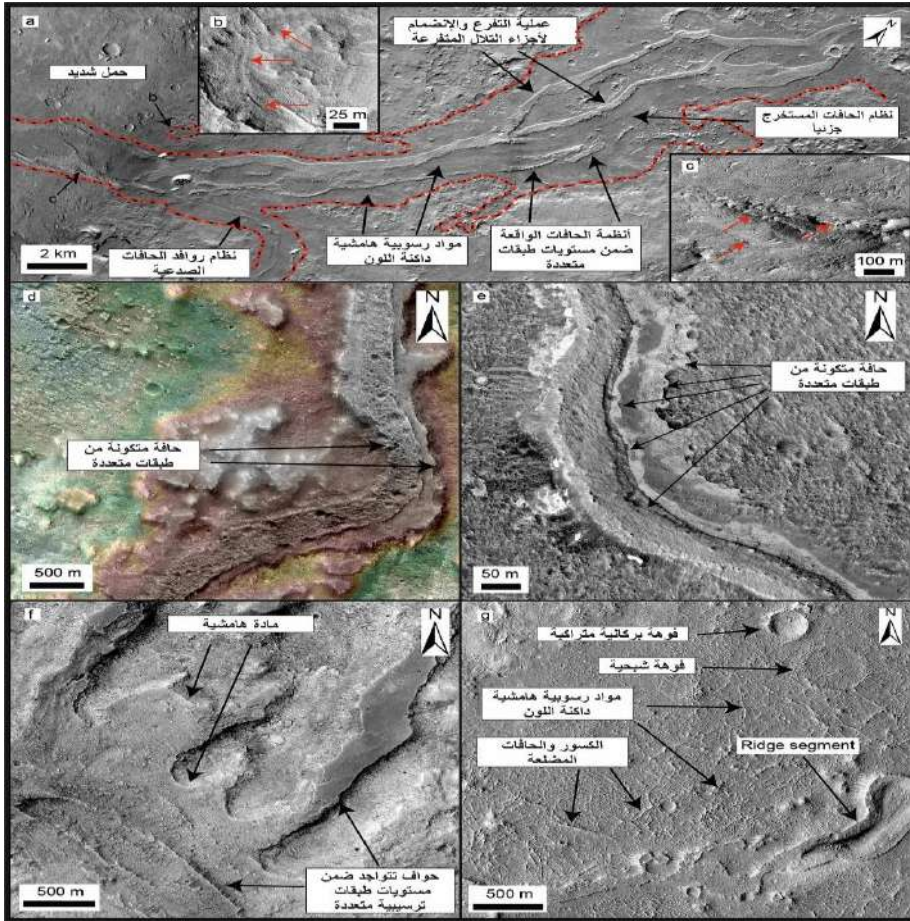 a
حمل شديد
b
25 m
عملية التفرع والإنضمام
لأجزاء التلال المتفرعة
N
نظام الحافات المستخرج
جزئياً
b
c
2 km
نظام روافد الحافات
الصدعية
مواد رسوبية هامشية
داكنة اللون
أنظمة الحافات الواقعة
ضمن مستويات طبقات
متعددة
c
100 m
d
N
حافة متكونة من
طبقات متعددة
500 m
e
N
حافة متكونة من
طبقات متعددة
50 m
f
مادة هامشية
N
حواف تتواجد ضمن
مستويات طبقات
ترسيبية متعددة
500 m
g
N
فوهة بركانية متراكبة
فوهة شبحية
مواد رسوبية هامشية
داكنة اللون
الكسور والحافات
المضلعة
Ridge segment
500 m